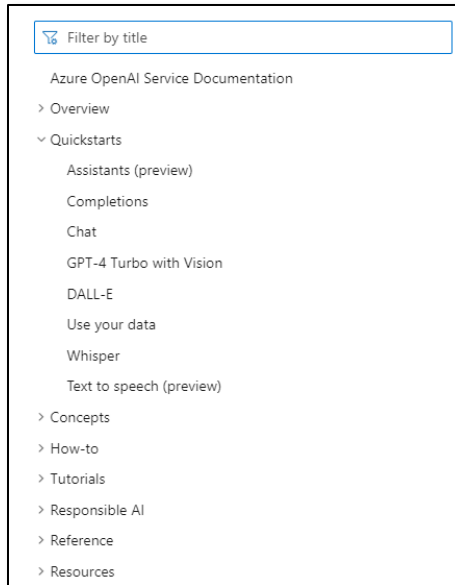 Filter by title
Azure OpenAI Service Documentation
Overview
Quickstarts
Assistants (preview)
Completions
Chat
GPT-4 Turbo with Vision
DALL-E
Use your data
Whisper
Text to speech (preview)
Concepts
How-to
Tutorials
Responsible AI
Reference
Resources